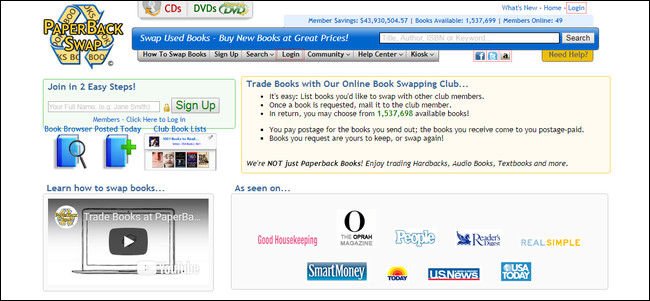 CDs
DVDs
DVD
What's New - Home - Login
PAPERBACK
SWAP
Member Savings: $43,930,504.57 | Books Available: 1,537,699 | Members Online: 49
Swap Used Books - Buy New Books at Great Prices!
Title, Author, ISBN or Keyword
Search
How To Swap Books
Sign Up
Search
Login
Community
Help Center
Kiosk
Need Help?
Join in 2 Easy Steps!
Your Full Name: (e.g. Jane Smith)
Sign Up
Members - Click Here to Log in
Book Browser
Posted Today
Club Book Lists
Trade Books with Our Online Book Swapping Club...
It's easy: List books you'd like to swap with other club members.
Once a book is requested, mail it to the club member.
In return, you may choose from 1,537,698 available books!
You pay postage for the books you send out; the books you receive come to you postage-paid.
Books you request are yours to keep, or swap again!
We're NOT just Paperback Books! Enjoy trading Hardbacks, Audio Books, Textbooks and more.
Learn how to swap books...
Trade Books at PaperBa...
YouTube
As seen on...
Good Housekeeping
THE OPRAH
MAGAZINE
People
Reader's
Digest
REAL SIMPLE
SmartMoney
TODAY
U.S.News
USA
TODAY